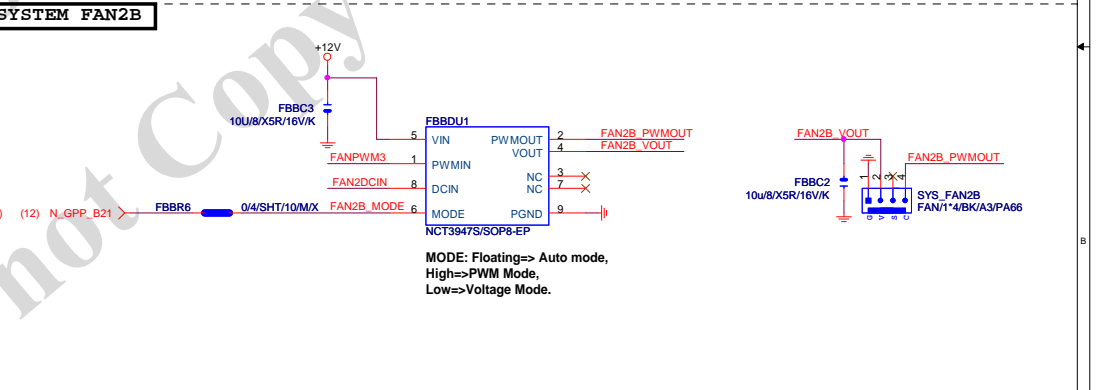 SYSTEM FAN2B
not Copy
+12V
FBBC3
10U/8/X5R/16V/K
FBBDU1
5 VIN PWMOUT 2 FAN2B_PWMOUT
VOUT 4 FAN2B_VOUT
FANPWM3 1 PWMIN
NC 3
FAN2DCIN 8 DCIN NC 7
) (12) N_GPP_B21 FBBR6 0/4/SHT/10/M/X FAN2B_MODE 6 MODE PGND 9
NCT3947S/SOP8-EP
MODE: Floating=> Auto mode,
High=>PWM Mode,
Low=>Voltage Mode.
FAN2B_VOUT
FAN2B_PWMOUT
FBBC2
10u/8/X5R/16V/K
1 2 3 4
G V S C
SYS_FAN2B
FAN/1*4/BK/A3/PA66
B